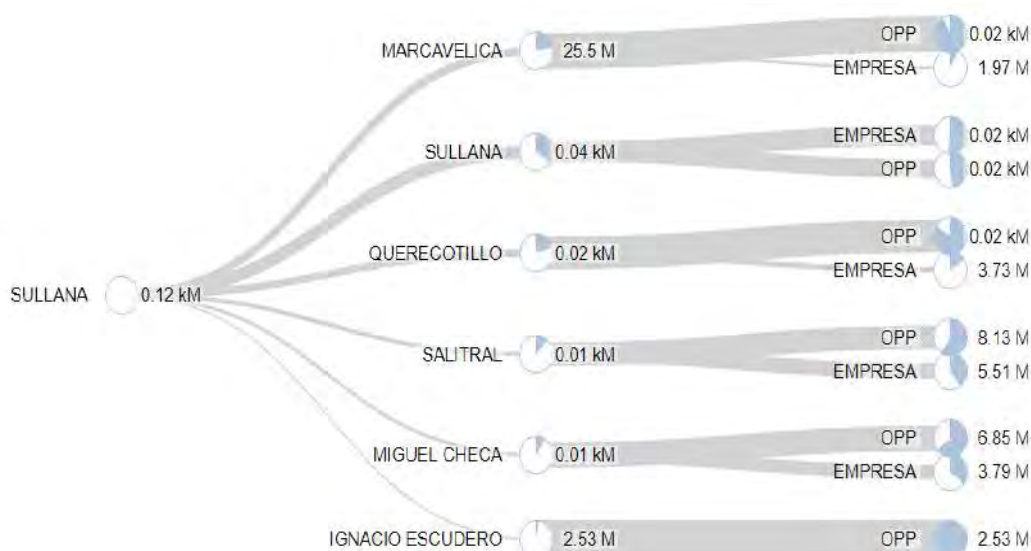 MARCAVELICA 25.5 M OPP 0.02 kM
EMPRESA 1.97 M
SULLANA 0.04 kM EMPRESA 0.02 kM
OPP 0.02 kM
QUERECOTILLO 0.02 kM OPP 0.02 kM
EMPRESA 3.73 M
SULLANA 0.12 kM
SALITRAL 0.01 kM OPP 8.13 M
EMPRESA 5.51 M
MIGUEL CHECA 0.01 kM OPP 6.85 M
EMPRESA 3.79 M
IGNACIO ESCUDERO 2.53 M OPP 2.53 M